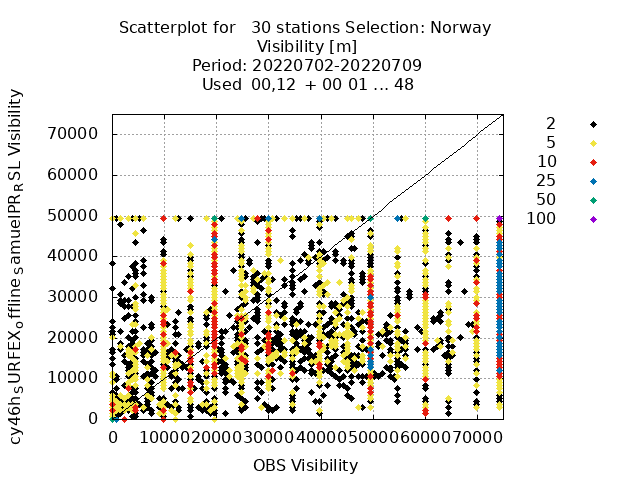 Scatterplot for 30 stations Selection: Norway
Visibility [m]
Period: 20220702-20220709
Used 00,12 + 00 01 ... 48
cy46h_SURFEX_offline_samuelPR_RSL Visibility
70000
60000
50000
40000
30000
20000
10000
0
0 10000 20000 30000 40000 50000 60000 70000
OBS Visibility
2
5
10
25
50
100